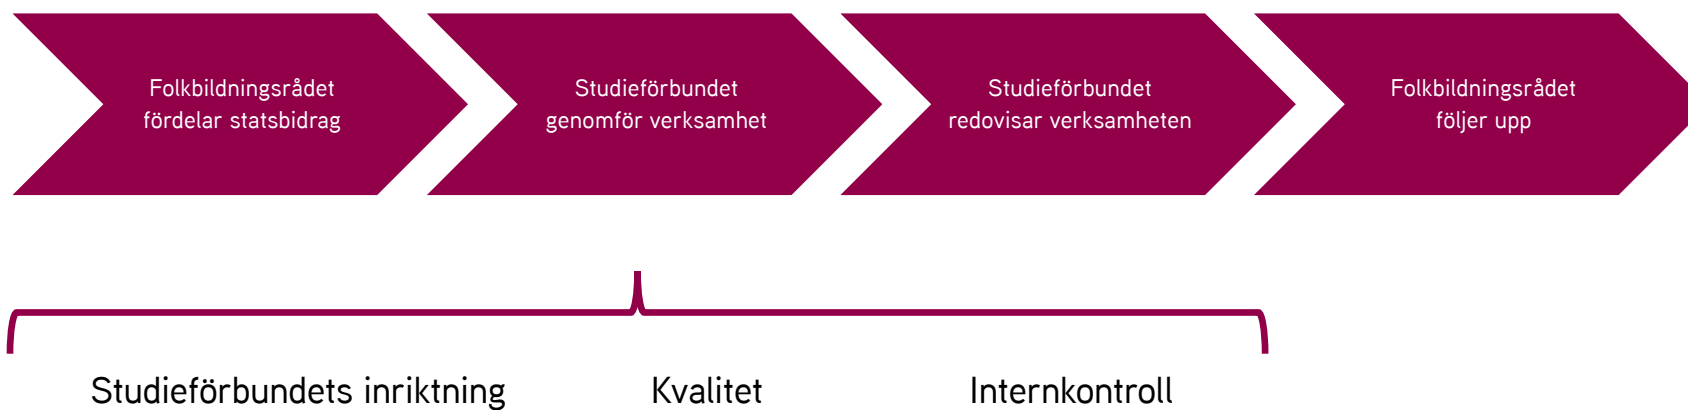 Folkbildningsrådet
fördelar statsbidrag
Studieförbundet
genomför verksamhet
Studieförbundet
redovisar verksamheten
Folkbildningsrådet
följer upp
Studieförbundets inriktning
Kvalitet
Internkontroll